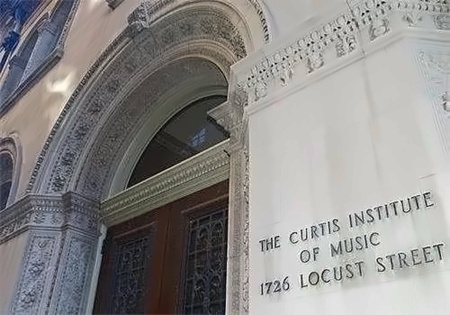 THE CURTIS INSTITUTE
OF MUSIC
1726 LOCUST STREET